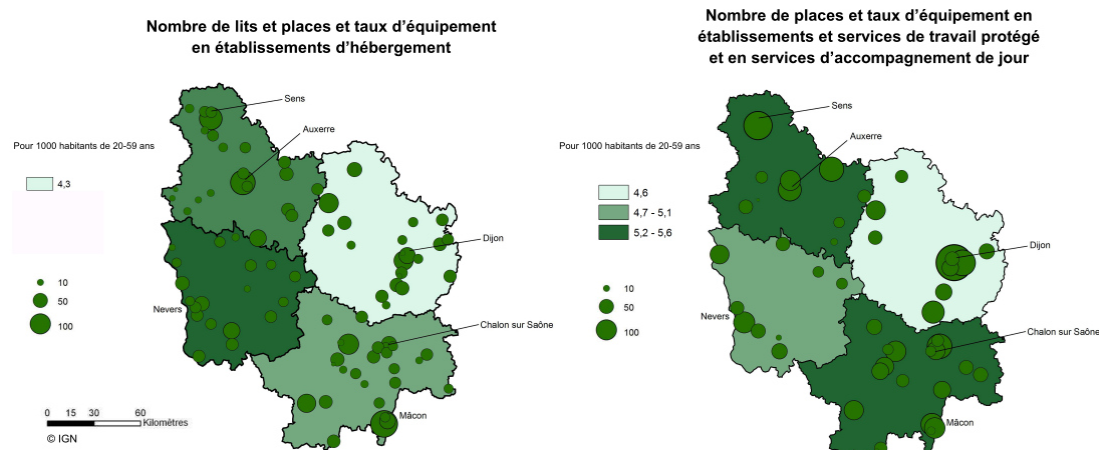 Nombre de lits et places et taux d'équipement
en établissements d'hébergement
Sens
Auxerre
Pour 1000 habitants de 20-59 ans
4,3
Dijon
10
50
100
Nevers
Chalon sur Saône
Mâcon
0 15 30 60
Kilomètres
© IGN
Nombre de places et taux d'équipement en
établissements et services de travail protégé
et en services d'accompagnement de jour
Sens
Auxerre
Pour 1000 habitants de 20-59 ans
4,6
4,7 - 5,1
5,2 - 5,6
Dijon
10
50
100
Nevers
Chalon sur Saône
Mâcon